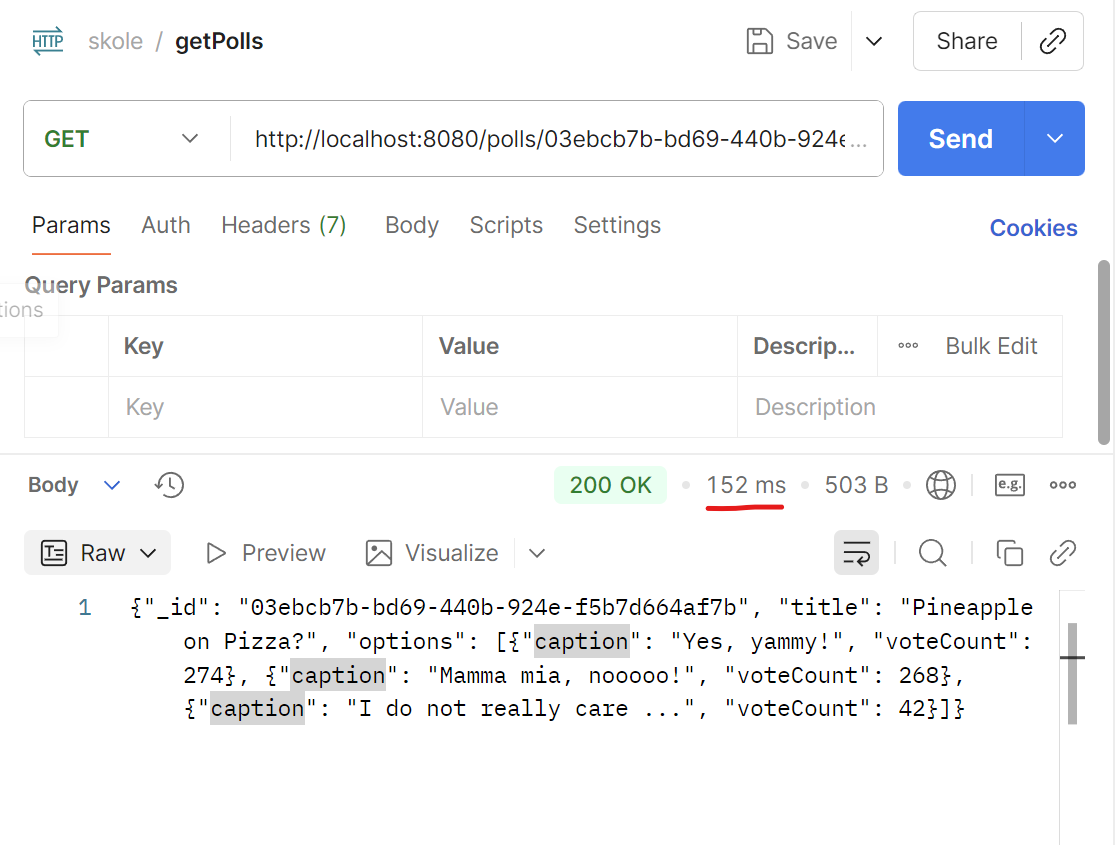 HTTP skole / getPolls Save Share
GET http://localhost:8080/polls/03ebcb7b-bd69-440b-924e... Send
Params Auth Headers (7) Body Scripts Settings Cookies
Query Params
tions
Key Value Descrip... Bulk Edit
Key Value Description
Body 200 OK 152 ms 503 B e.g.
Raw Preview Visualize
1 {"_id": "03ebcb7b-bd69-440b-924e-f5b7d664af7b", "title": "Pineapple
on Pizza?", "options": [{"caption": "Yes, yammy!", "voteCount":
274}, {"caption": "Mamma mia, nooooo!", "voteCount": 268},
{"caption": "I do not really care ...", "voteCount": 42}]}